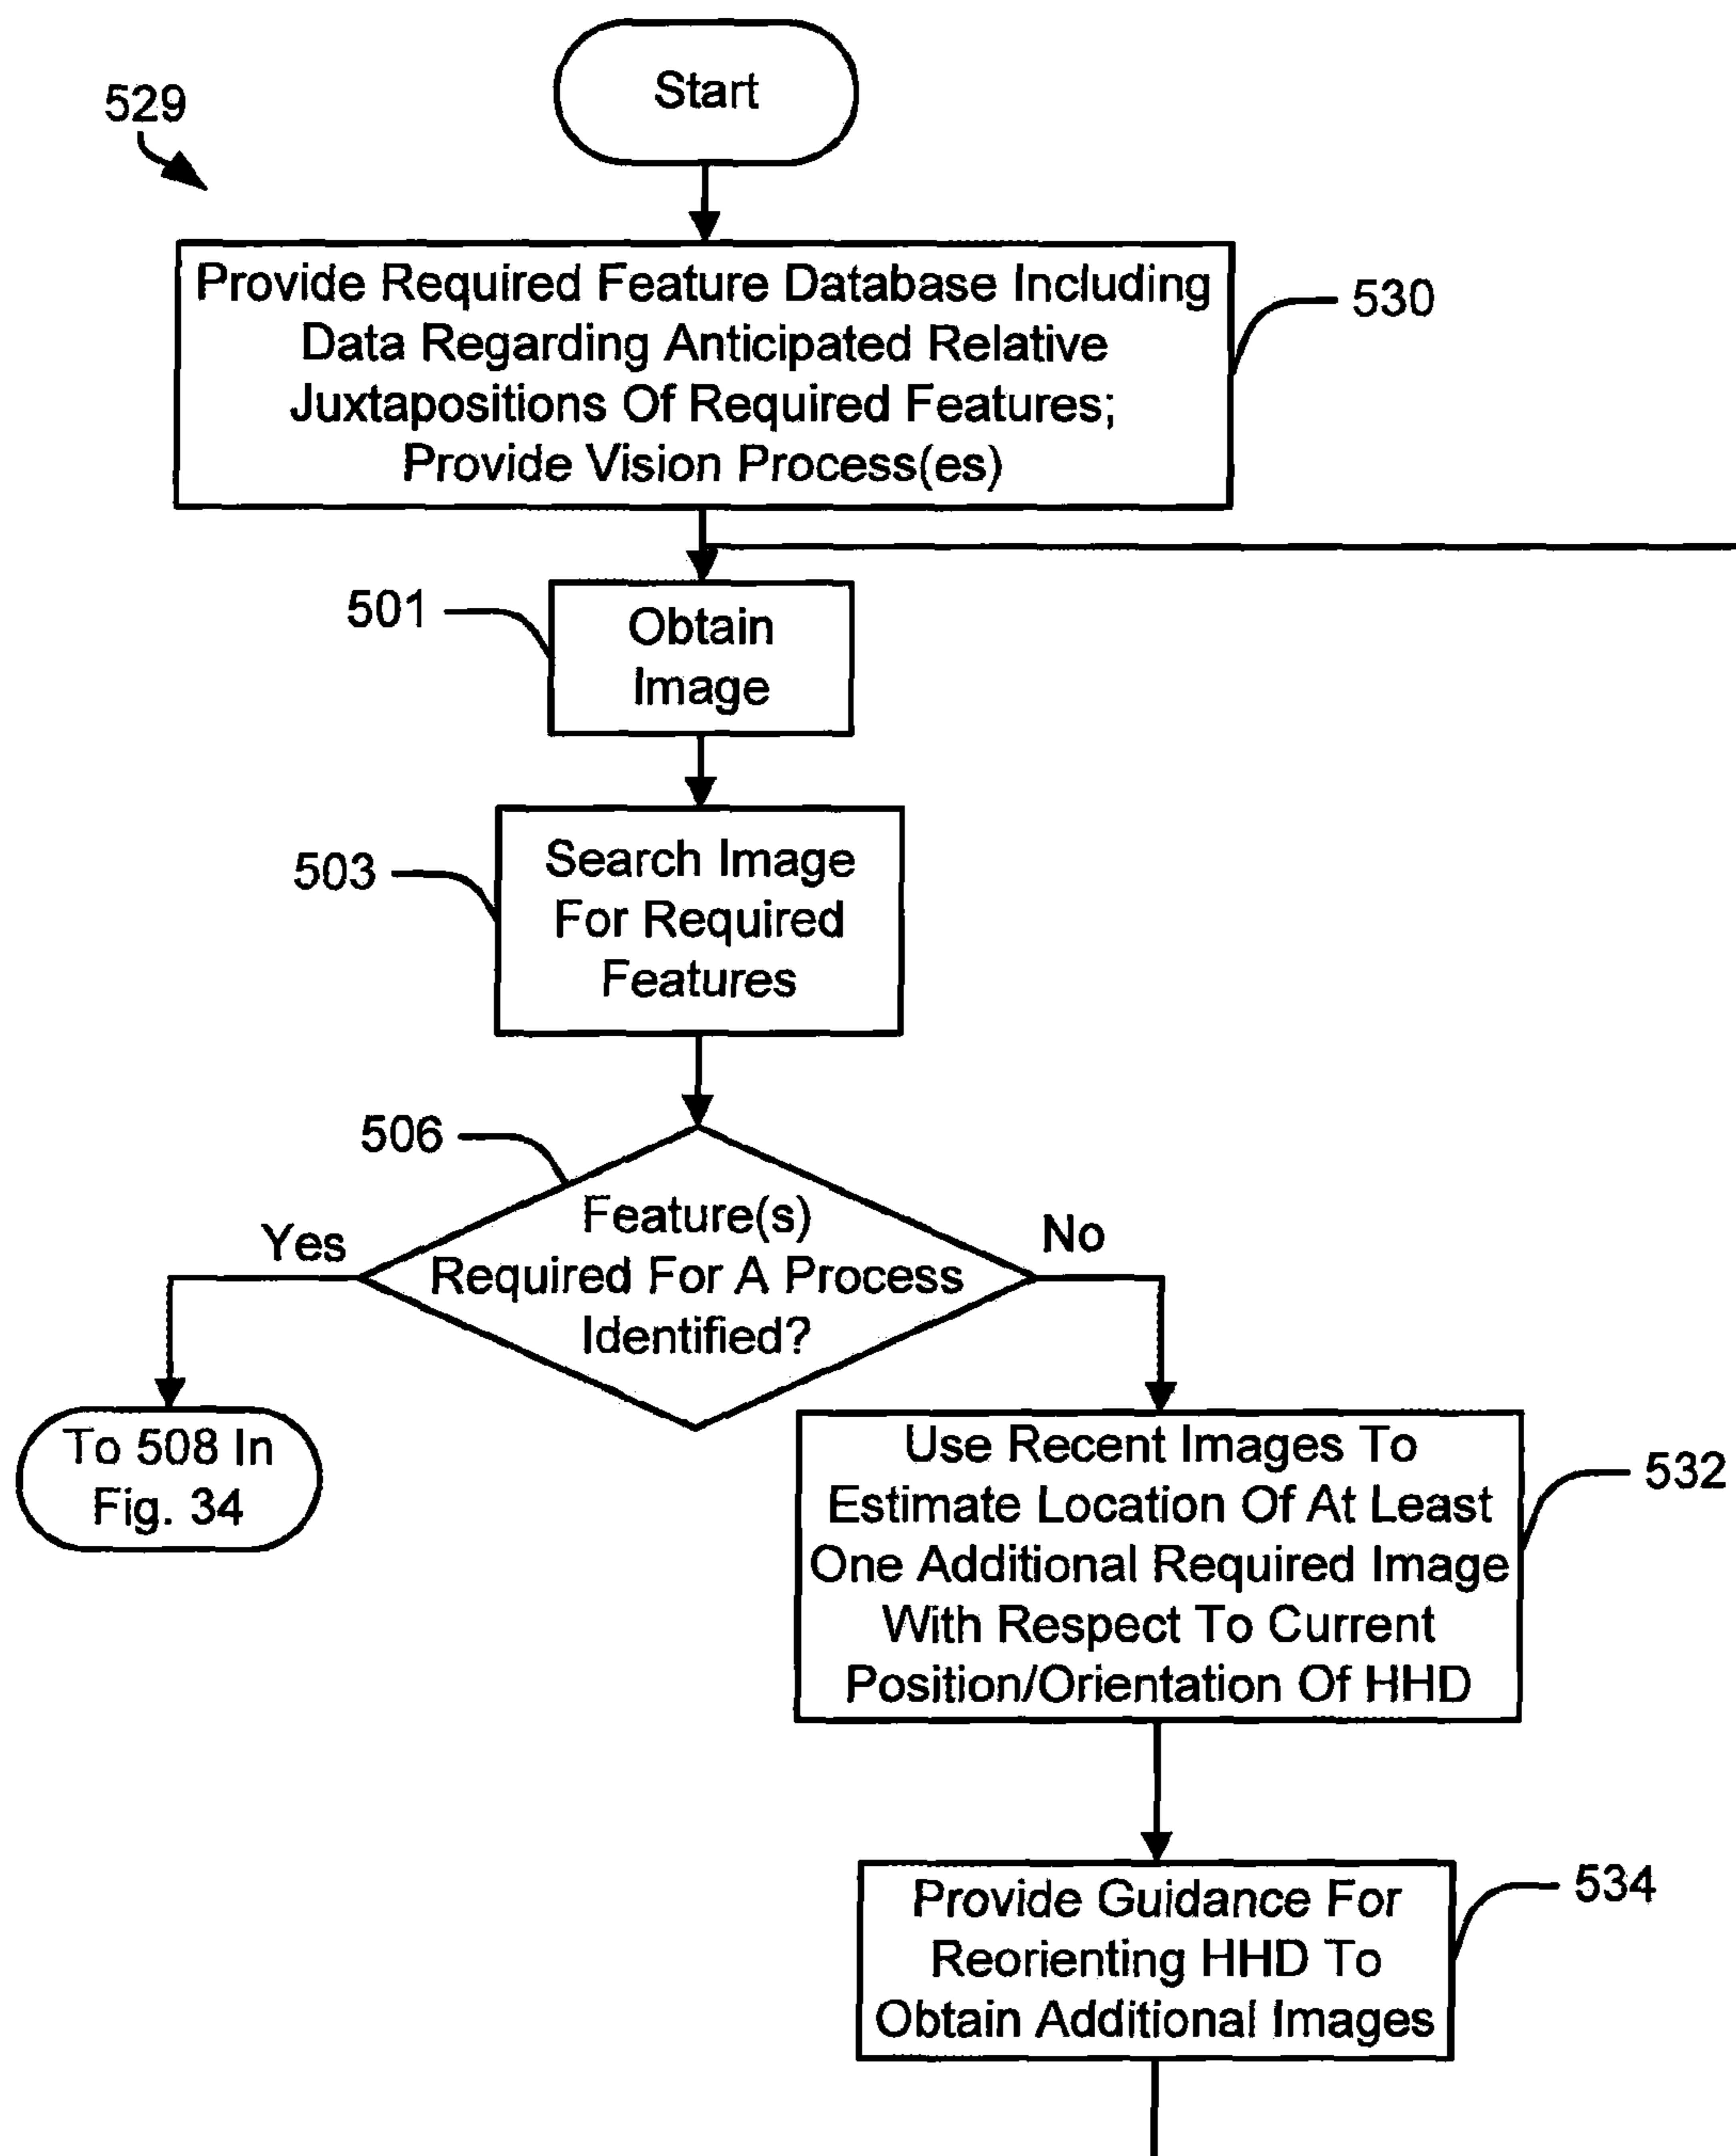 Start
529
Provide Required Feature Database Including
Data Regarding Anticipated Relative
Juxtapositions Of Required Features;
Provide Vision Process(es)
530
501
Obtain
Image
503
Search Image
For Required
Features
506
Feature(s)
Required For A Process
Identified?
Yes
No
To 508 In
Fig. 34
Use Recent Images To
Estimate Location Of At Least
One Additional Required Image
With Respect To Current
Position/Orientation Of HHD
532
Provide Guidance For
Reorienting HHD To
Obtain Additional Images
534